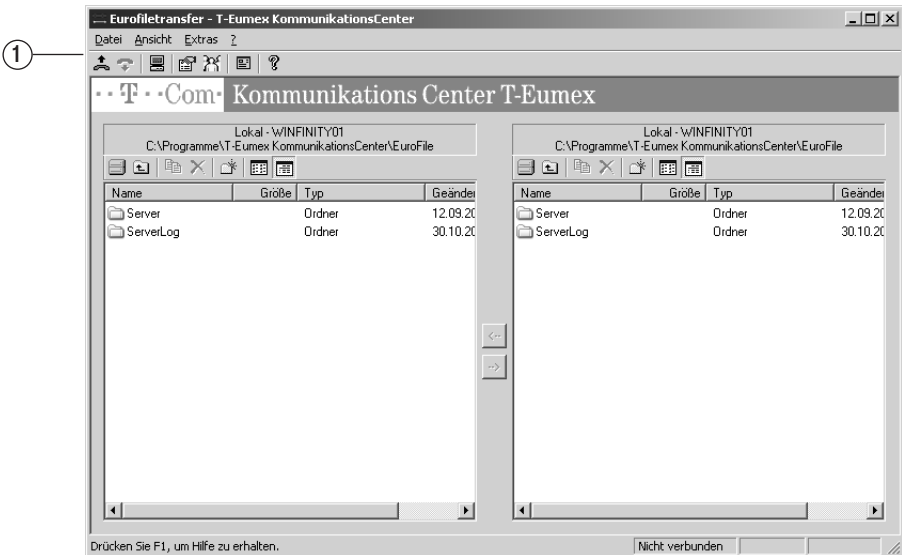 Eurofiletransfer - T-Eumex KommunikationsCenter
Datei Ansicht Extras ?
1
··T··Com· Kommunikations Center T-Eumex
Lokal - WINFINITY01
C:\Programme\T-Eumex KommunikationsCenter\EuroFile
Name Größe Typ Geänder
Server Ordner 12.09.20
ServerLog Ordner 30.10.20
Lokal - WINFINITY01
C:\Programme\T-Eumex KommunikationsCenter\EuroFile
Name Größe Typ Geänder
Server Ordner 12.09.20
ServerLog Ordner 30.10.20
<--
-->
Drücken Sie F1, um Hilfe zu erhalten. Nicht verbunden